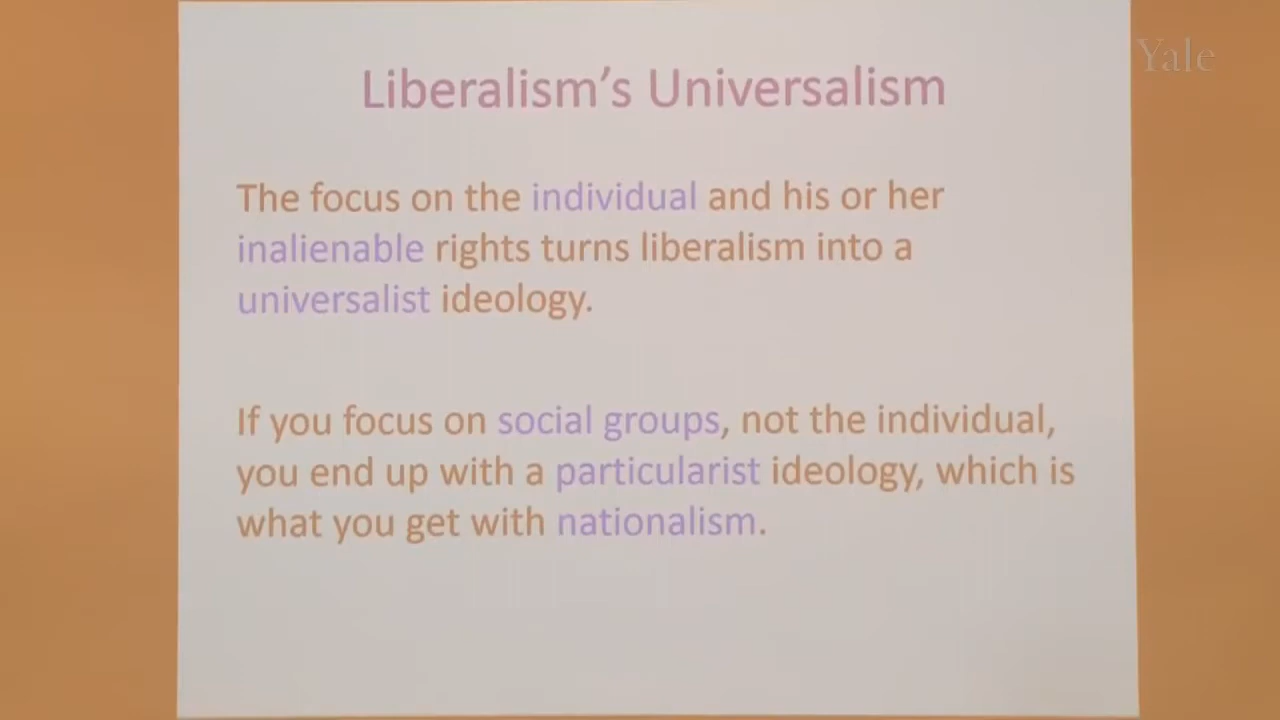 Yale
Liberalism's Universalism
The focus on the individual and his or her
inalienable rights turns liberalism into a
universalist ideology.
If you focus on social groups, not the individual,
you end up with a particularist ideology, which is
what you get with nationalism.